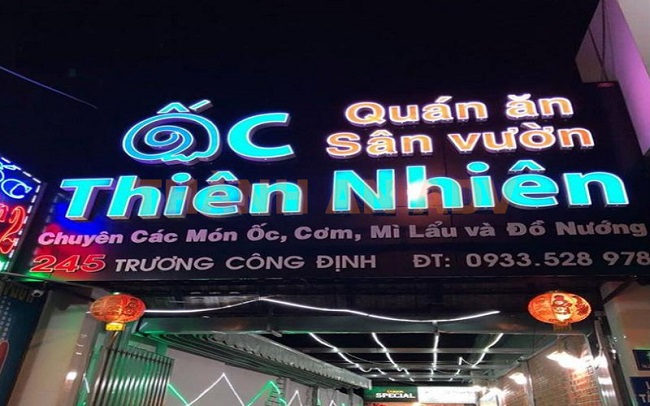 ỐC
Quán ăn
Sân vườn
Thiên Nhiên
Chuyên Các Món Ốc, Cơm, Mì Lẩu và Đồ Nướng
245 TRƯƠNG CÔNG ĐỊNH ĐT: 0933.528 978
SPECIAL